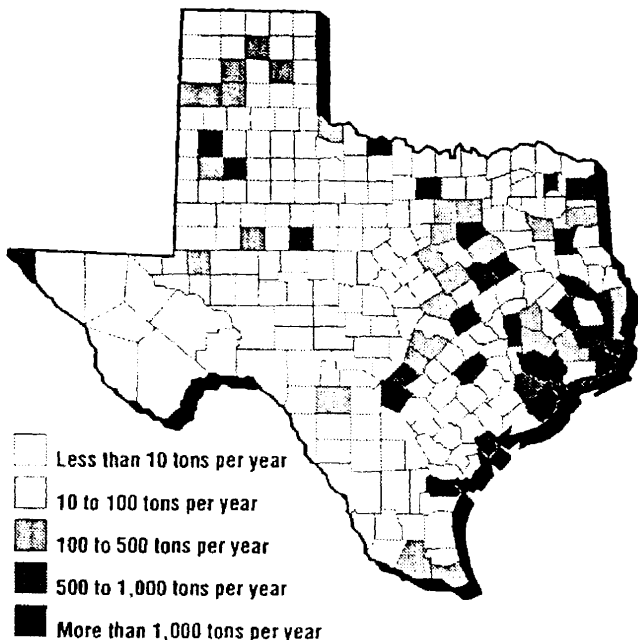 Less than 10 tons per year
10 to 100 tons per year
100 to 500 tons per year
500 to 1,000 tons per year
More than 1,000 tons per year